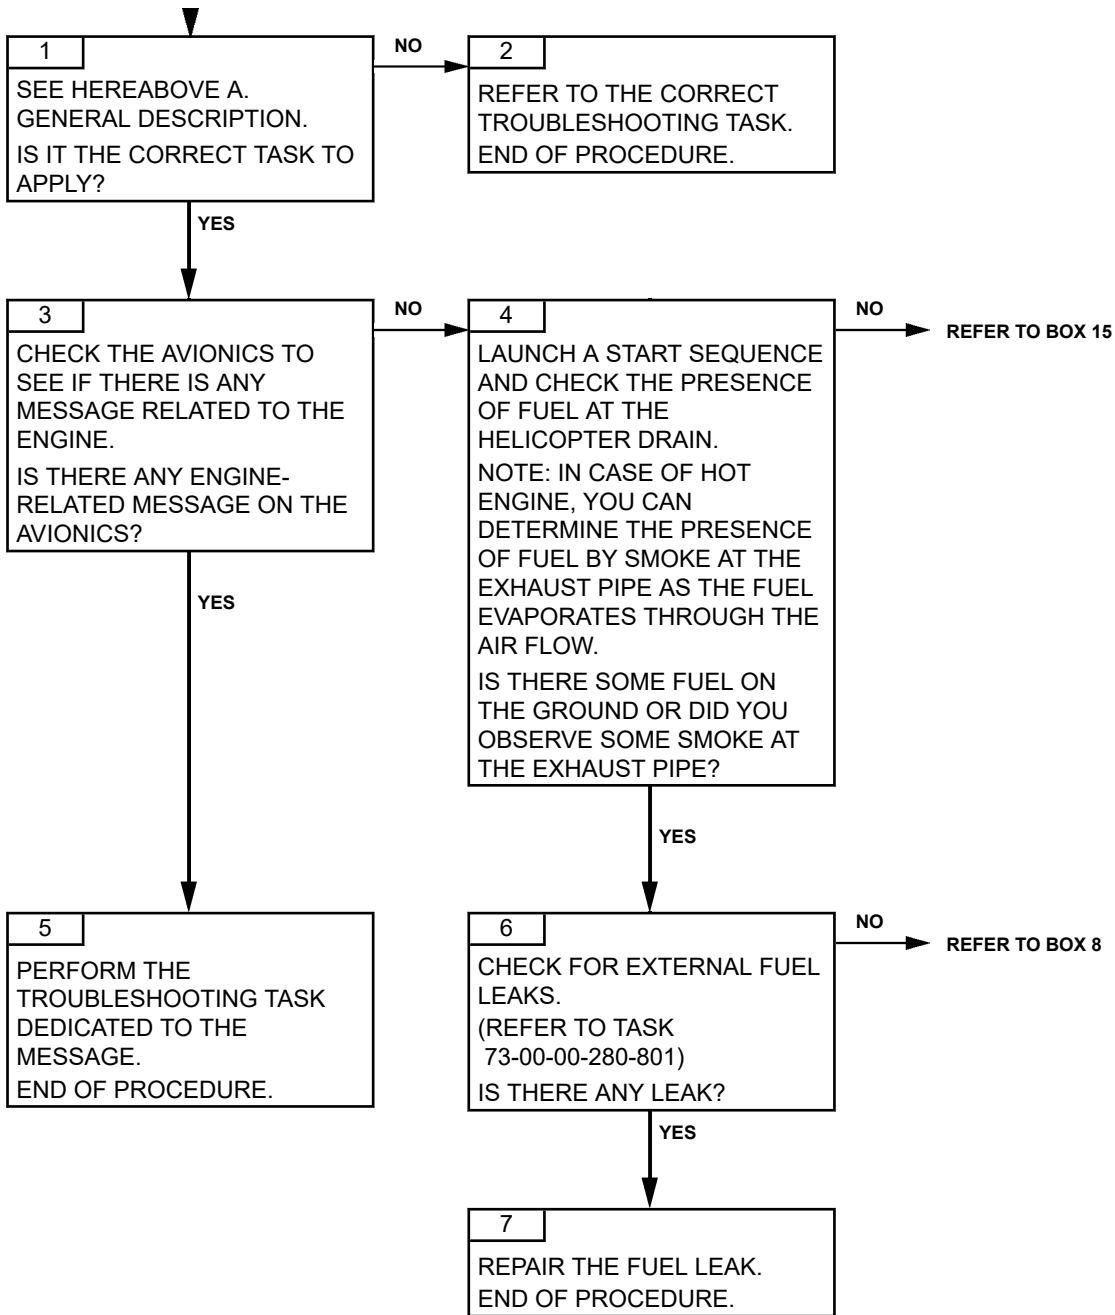 1
SEE HEREABOVE A.
GENERAL DESCRIPTION.
IS IT THE CORRECT TASK TO
APPLY?
NO
2
REFER TO THE CORRECT
TROUBLESHOOTING TASK.
END OF PROCEDURE.
YES
3
CHECK THE AVIONICS TO
SEE IF THERE IS ANY
MESSAGE RELATED TO THE
ENGINE.
IS THERE ANY ENGINE-
RELATED MESSAGE ON THE
AVIONICS?
NO
4
LAUNCH A START SEQUENCE
AND CHECK THE PRESENCE
OF FUEL AT THE
HELICOPTER DRAIN.
NOTE: IN CASE OF HOT
ENGINE, YOU CAN
DETERMINE THE PRESENCE
OF FUEL BY SMOKE AT THE
EXHAUST PIPE AS THE FUEL
EVAPORATES THROUGH THE
AIR FLOW.
IS THERE SOME FUEL ON
THE GROUND OR DID YOU
OBSERVE SOME SMOKE AT
THE EXHAUST PIPE?
NO
REFER TO BOX 15
YES
YES
5
PERFORM THE
TROUBLESHOOTING TASK
DEDICATED TO THE
MESSAGE.
END OF PROCEDURE.
6
CHECK FOR EXTERNAL FUEL
LEAKS.
(REFER TO TASK
73-00-00-280-801)
IS THERE ANY LEAK?
NO
REFER TO BOX 8
YES
7
REPAIR THE FUEL LEAK.
END OF PROCEDURE.